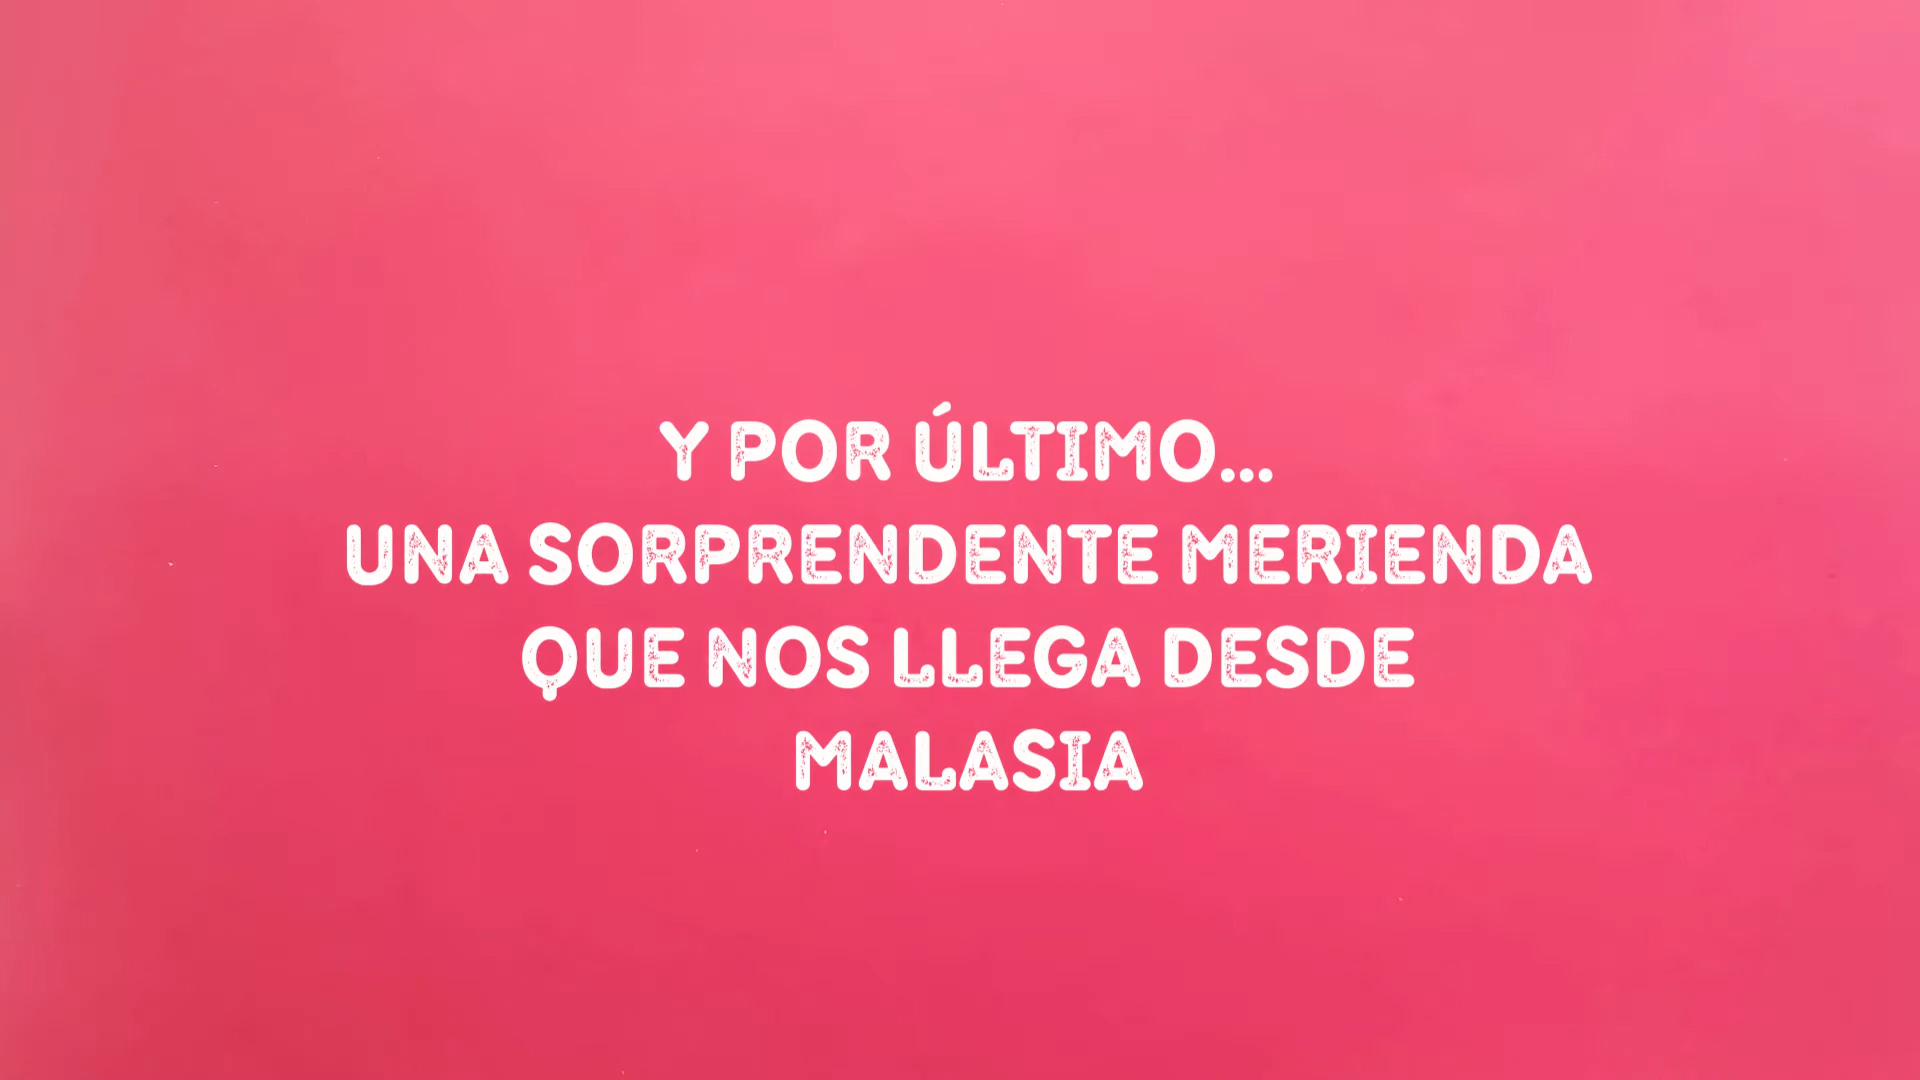 Y POR ÚLTIMO...
UNA SORPRENDENTE MERIENDA
QUE NOS LLEGA DESDE
MALASIA